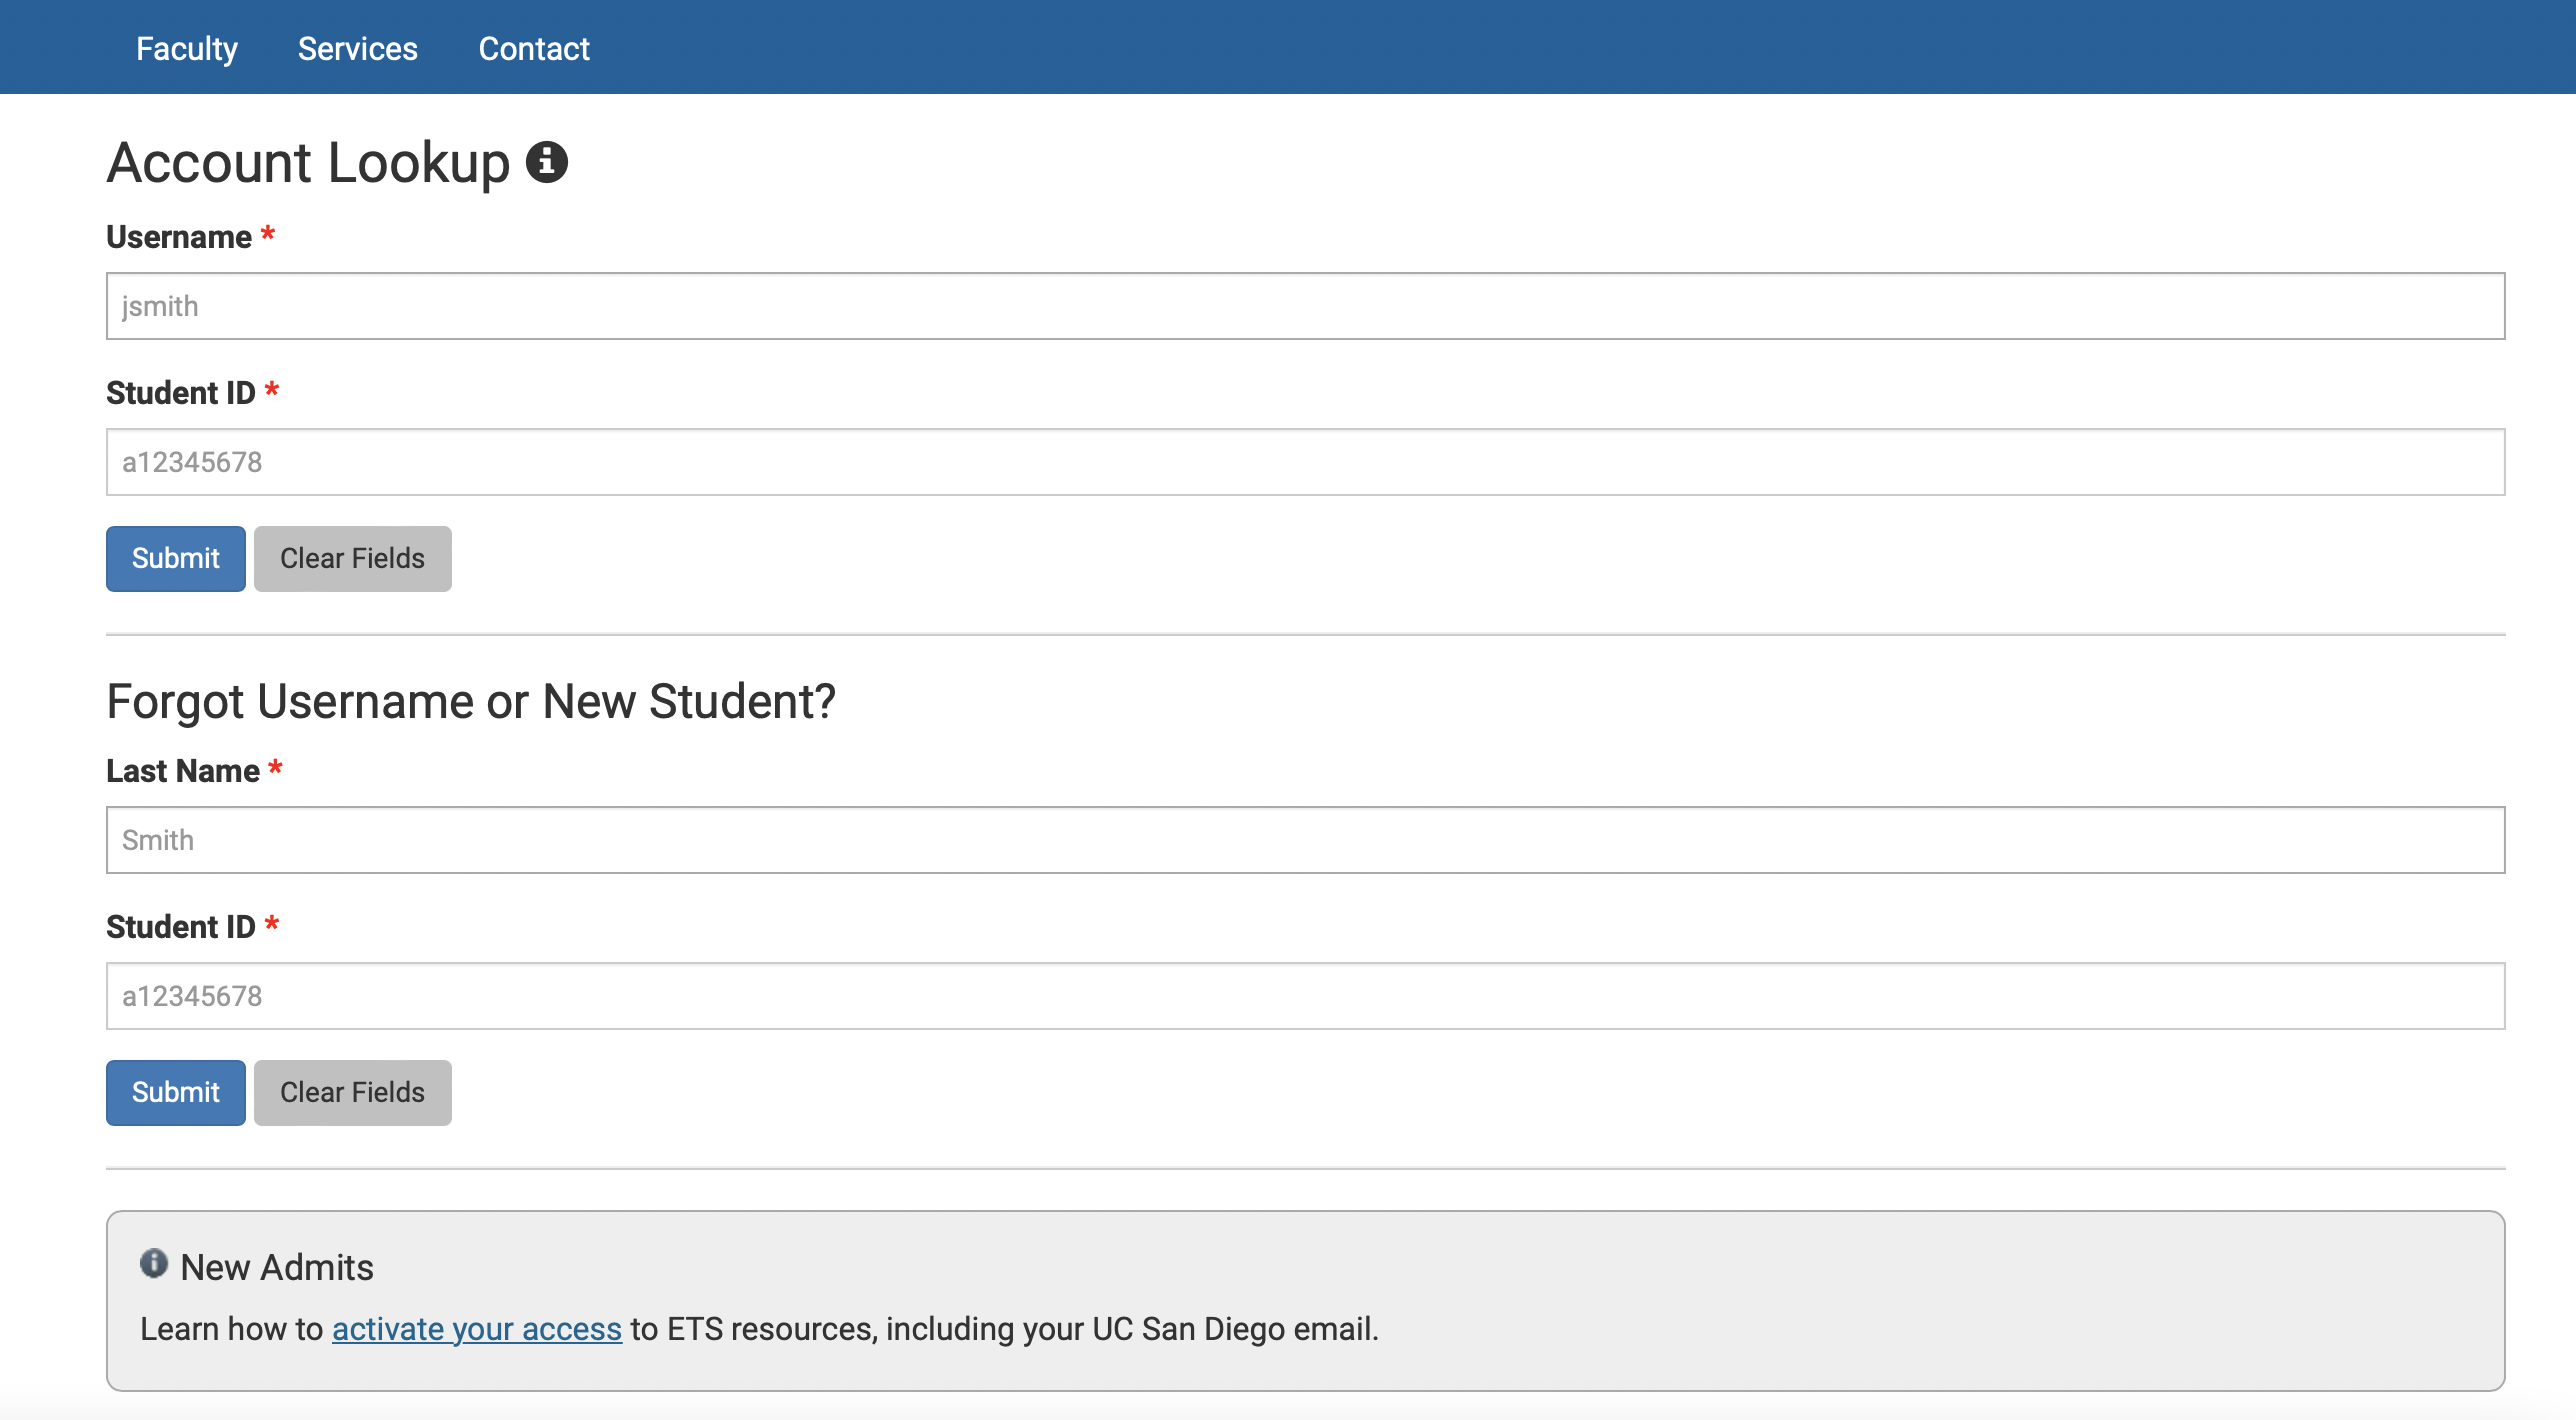 Faculty Services Contact
Account Lookup
Username *
jsmith
Student ID *
a12345678
Submit Clear Fields
Forgot Username or New Student?
Last Name *
Smith
Student ID *
a12345678
Submit Clear Fields
New Admits
Learn how to activate your access to ETS resources, including your UC San Diego email.